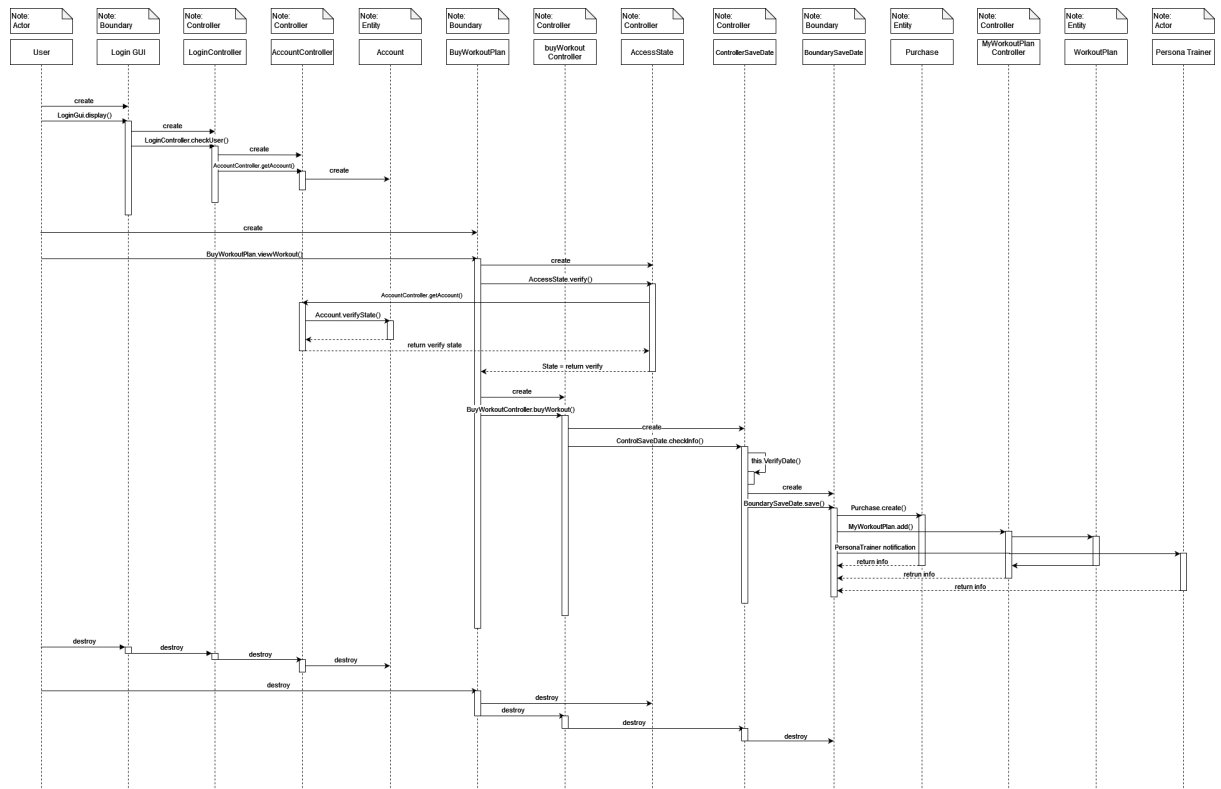 Note:
Actor
Note:
Boundary
Note:
Controller
Note:
Controller
Note:
Entity
Note:
Boundary
Note:
Controller
Note:
Controller
Note:
Controller
Note:
Boundary
Note:
Entity
Note:
Controller
Note:
Entity
Note:
Actor
User
Login GUI
LoginController
AccountController
Account
BuyWorkoutPlan
buyWorkout
Controller
AccessState
ControllerSaveDate
BoundarySaveDate
Purchase
MyWorkoutPlan
Controller
WorkoutPlan
Persona Trainer
create
LoginGui.display()
create
LoginController.checkUser()
create
AccountController.getAccount()
create
create
BuyWorkoutPlan.viewWorkout()
create
AccessState.verify()
AccountController.getAccount()
Account.verifyState()
return verify state
State = return verify
create
BuyWorkoutController.buyWorkout()
create
ControlSaveDate.checkInfo()
this.VerifyDate()
create
BoundarySaveDate.save()
Purchase.create()
MyWorkoutPlan.add()
PersonaTrainer notification
return info
retrun info
return info
destroy
destroy
destroy
destroy
destroy
destroy
destroy
destroy
destroy